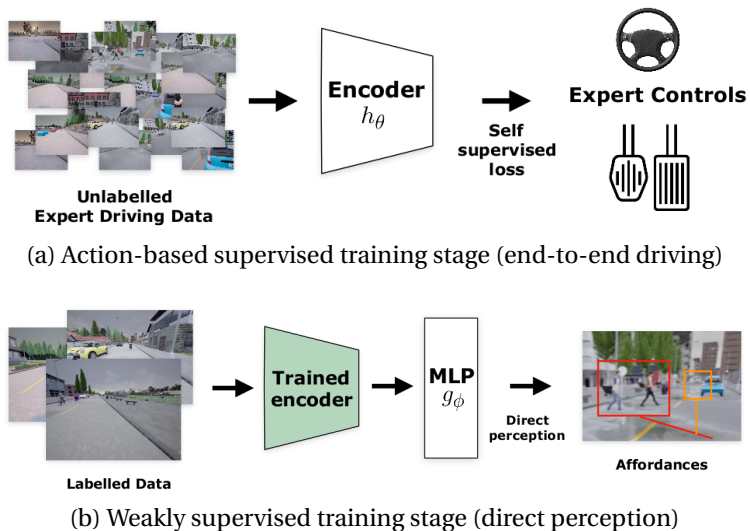 Encoder
hθ
Expert Controls
Self
supervised
loss
Unlabelled
Expert Driving Data
(a) Action-based supervised training stage (end-to-end driving)
Trained
encoder
MLP
gϕ
Direct
perception
Labelled Data
Affordances
(b) Weakly supervised training stage (direct perception)